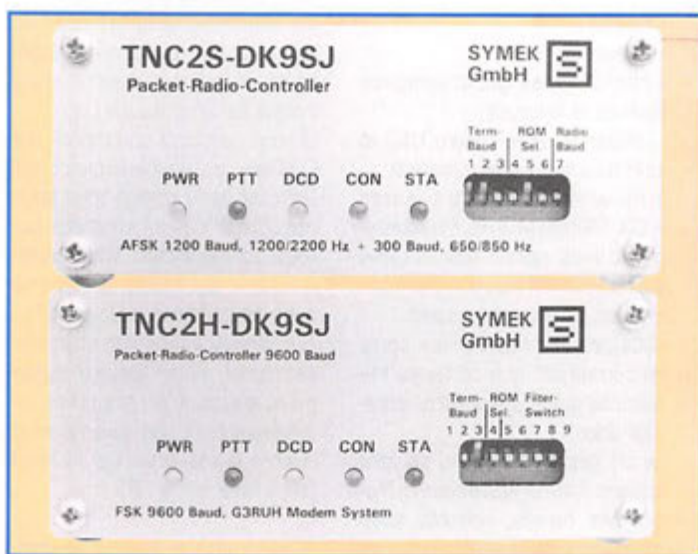 TNC2S-DK9SJ
Packet-Radio-Controller
SYMEK
GmbH
S
Term- ROM Radio
Baud Sel. Baud
1 2 3 4 5 6 7
PWR PTT DCD CON STA
AFSK 1200 Baud, 1200/2200 Hz + 300 Baud, 650/850 Hz
TNC2H-DK9SJ
Packet-Radio-Controller 9600 Baud
SYMEK
GmbH
S
Term- ROM Filter-
Baud Sel. Switch
1 2 3 4 5 6 7 8 9
PWR PTT DCD CON STA
FSK 9600 Baud, G3RUH Modem System